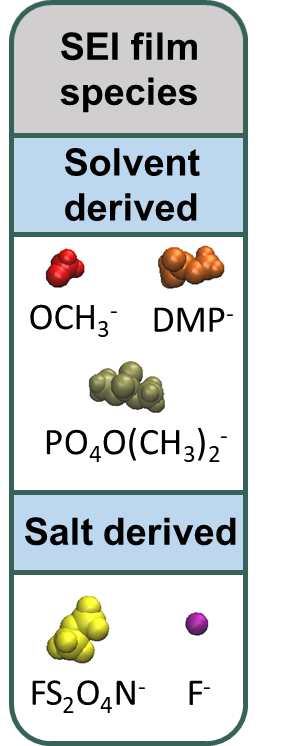 SEI film
species
Solvent
derived
OCH₃⁻ DMP⁻
PO₄O(CH₃)₂⁻
Salt derived
FS₂O₄N⁻ F⁻